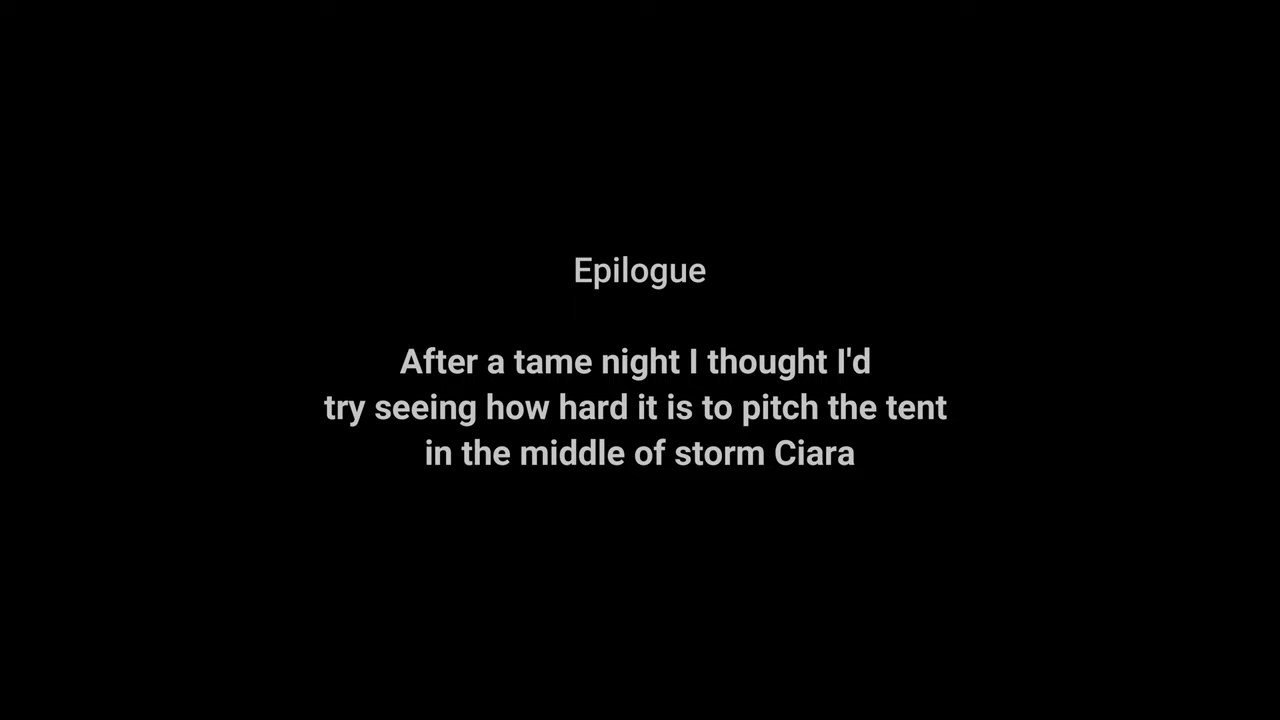 Epilogue
After a tame night I thought I'd
try seeing how hard it is to pitch the tent
in the middle of storm Ciara